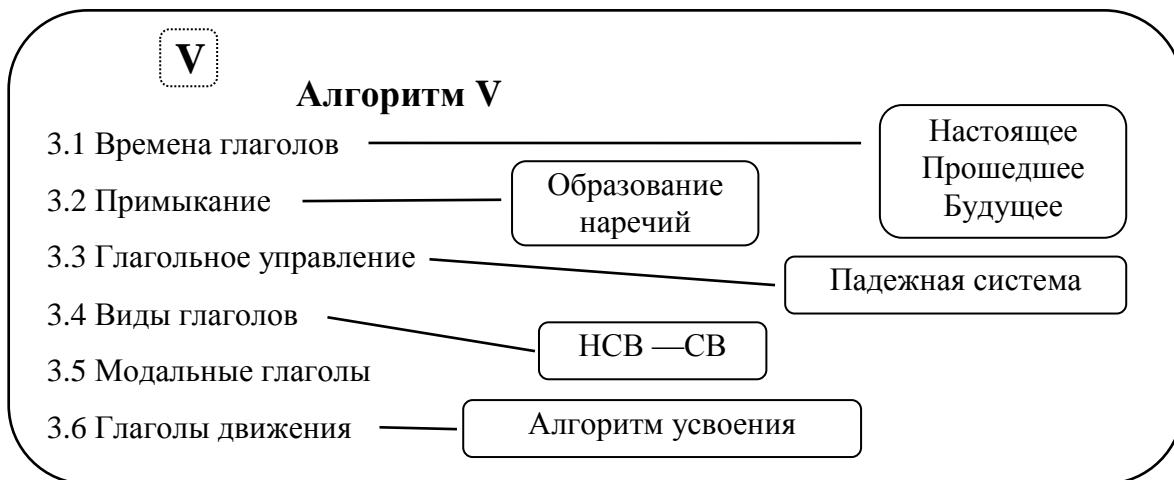 V
Алгоритм V
3.1 Времена глаголов
Настоящее
Прошедшее
Будущее
3.2 Примыкание
Образование
наречий
3.3 Глагольное управление
Падежная система
3.4 Виды глаголов
НСВ —СВ
3.5 Модальные глаголы
3.6 Глаголы движения
Алгоритм усвоения